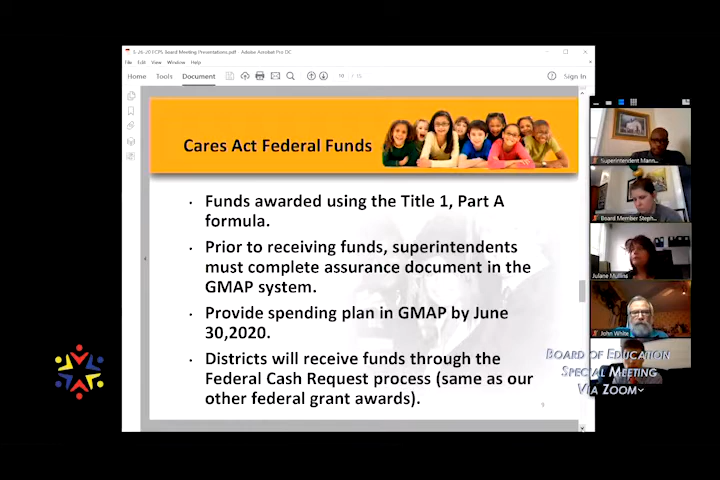 5-26-20 ECPS Board Meeting Presentations.pdf - Adobe Acrobat Pro DC
File Edit View Window Help
Home Tools Document
10 / 15
Sign In
Cares Act Federal Funds
· Funds awarded using the Title 1, Part A
formula.
· Prior to receiving funds, superintendents
must complete assurance document in the
GMAP system.
· Provide spending plan in GMAP by June
30,2020.
· Districts will receive funds through the
Federal Cash Request process (same as our
other federal grant awards).
9
Superintendent Mann...
Board Member Steph...
Juliane Mullins
John White
Board of Education
Special Meeting
Via Zoom